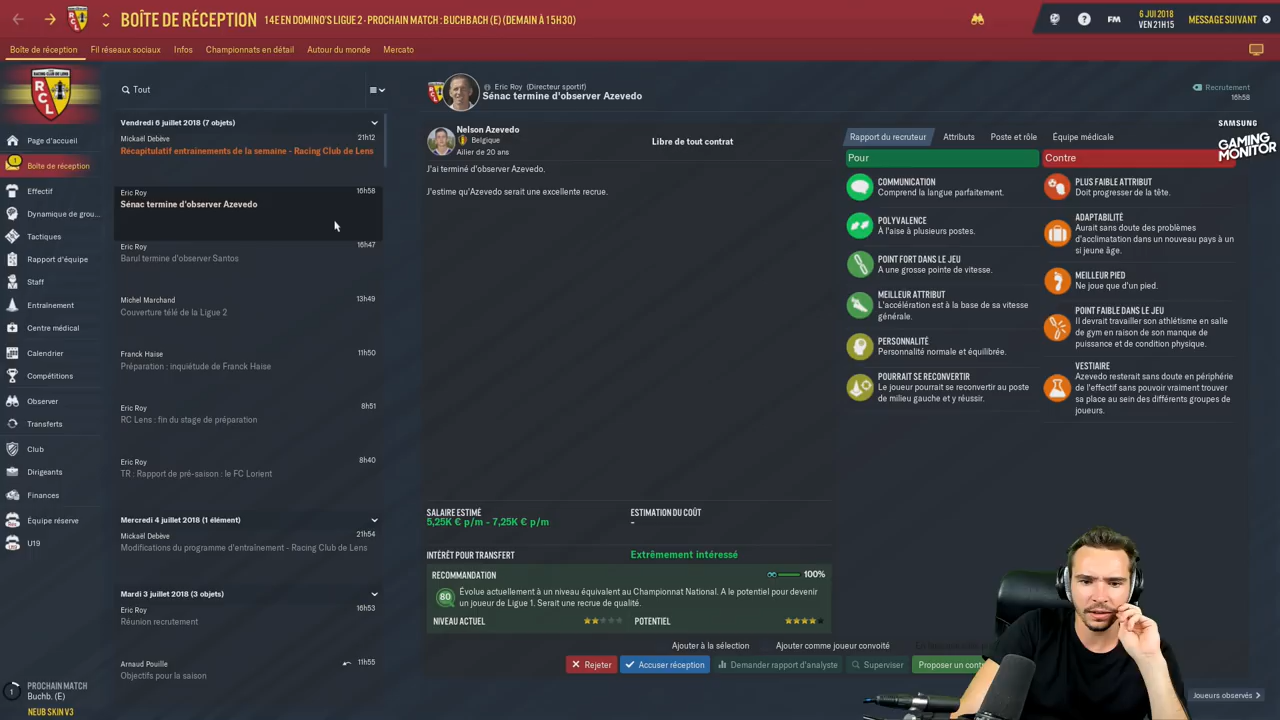 BOÎTE DE RÉCEPTION
14E EN DOMINO'S LIGUE 2 - PROCHAIN MATCH : BUCHBACH (E) (DEMAIN À 15H30)
FM
6 JUI 2018
VEN 21H15
MESSAGE SUIVANT
Boîte de réception
Fil réseaux sociaux
Infos
Championnats en détail
Autour du monde
Mercato
RACING CLUB DE LENS
RCL
Page d'accueil
1
Boîte de réception
Effectif
Dynamique de grou...
Tactiques
Rapport d'équipe
Staff
Entraînement
Centre médical
Calendrier
Compétitions
Observer
Transferts
Club
Dirigeants
Finances
Équipe réserve
U19
1
PROCHAIN MATCH
Buchb. (E)
NEUB SKIN V3
Tout
Vendredi 6 juillet 2018 (7 objets)
Mickaël Debève
21h12
Récapitulatif entraînements de la semaine - Racing Club de Lens
Eric Roy
16h58
Sénac termine d'observer Azevedo
Eric Roy
16h47
Barul termine d'observer Santos
Michel Marchand
13h49
Couverture télé de la Ligue 2
Franck Haise
11h50
Préparation : inquiétude de Franck Haise
Eric Roy
8h51
RC Lens : fin du stage de préparation
Eric Roy
8h40
TR : Rapport de pré-saison : le FC Lorient
Mercredi 4 juillet 2018 (1 élément)
Mickaël Debève
21h54
Modifications du programme d'entraînement - Racing Club de Lens
Mardi 3 juillet 2018 (3 objets)
Eric Roy
16h53
Réunion recrutement
Arnaud Pouille
11h55
Objectifs pour la saison
Eric Roy (Directeur sportif)
Sénac termine d'observer Azevedo
Recrutement
16h58
Nelson Azevedo
Belgique
Ailier de 20 ans
Libre de tout contrat
J'ai terminé d'observer Azevedo.
J'estime qu'Azevedo serait une excellente recrue.
SALAIRE ESTIMÉ
5,25K € p/m - 7,25K € p/m
ESTIMATION DU COÛT
-
INTÉRÊT POUR TRANSFERT
Extrêmement intéressé
RECOMMANDATION
100%
80
Évolue actuellement à un niveau équivalent au Championnat National. A le potentiel pour devenir
un joueur de Ligue 1. Serait une recrue de qualité.
NIVEAU ACTUEL
POTENTIEL
Rapport du recruteur
Attributs
Poste et rôle
Équipe médicale
SAMSUNG
GAMING
MONITOR
Pour
COMMUNICATION
Comprend la langue parfaitement.
POLYVALENCE
A l'aise à plusieurs postes.
POINT FORT DANS LE JEU
A une grosse pointe de vitesse.
MEILLEUR ATTRIBUT
L'accélération est à la base de sa vitesse
générale.
PERSONNALITÉ
Personnalité normale et équilibrée.
POURRAIT SE RECONVERTIR
Le joueur pourrait se reconvertir au poste
de milieu gauche et y réussir.
Contre
PLUS FAIBLE ATTRIBUT
Doit progresser de la tête.
ADAPTABILITÉ
Aurait sans doute des problèmes
d'acclimatation dans un nouveau pays à un
si jeune âge.
MEILLEUR PIED
Ne joue que d'un pied.
POINT FAIBLE DANS LE JEU
Il devrait travailler son athlétisme en salle
de gym en raison de son manque de
puissance et de condition physique.
VESTIAIRE
Azevedo resterait sans doute en périphérie
de l'effectif sans pouvoir vraiment trouver
sa place au sein des différents groupes de
joueurs.
Ajouter à la sélection
Ajouter comme joueur convoité
Rejeter
Accuser réception
Demander rapport d'analyste
Superviser
Proposer un cont
Joueurs observés